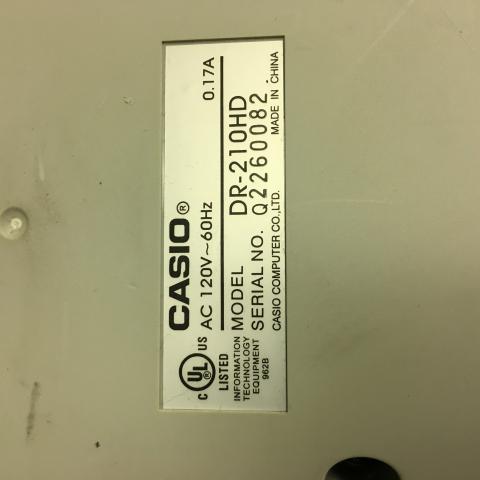 CASIO®
AC 120V~60Hz 0.17A
MODEL DR-210HD
SERIAL NO. Q2260082.
CASIO COMPUTER CO.,LTD. MADE IN CHINA
C UL® US
LISTED
INFORMATION
TECHNOLOGY
EQUIPMENT
962B